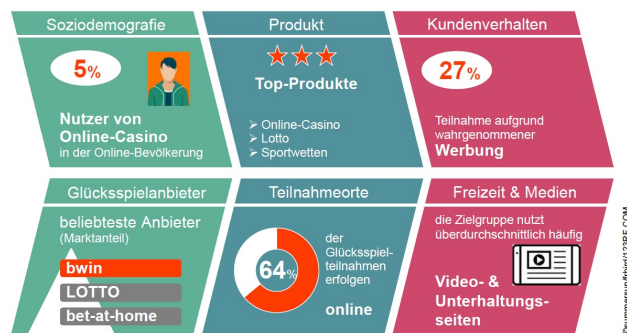 Soziodemografie
5%
Nutzer von
Online-Casino
in der Online-Bevölkerung
Produkt
Top-Produkte
➢ Online-Casino
➢ Lotto
➢ Sportwetten
Kundenverhalten
27%
Teilnahme aufgrund
wahrgenommener
Werbung
Glücksspielanbieter
beliebteste Anbieter
(Marktanteil)
bwin
LOTTO
bet-at-home
Teilnahmeorte
64%
der
Glücksspiel-
teilnahmen
erfolgen
online
Freizeit & Medien
die Zielgruppe nutzt
überdurchschnittlich häufig
Video- &
Unterhaltungs-
seiten